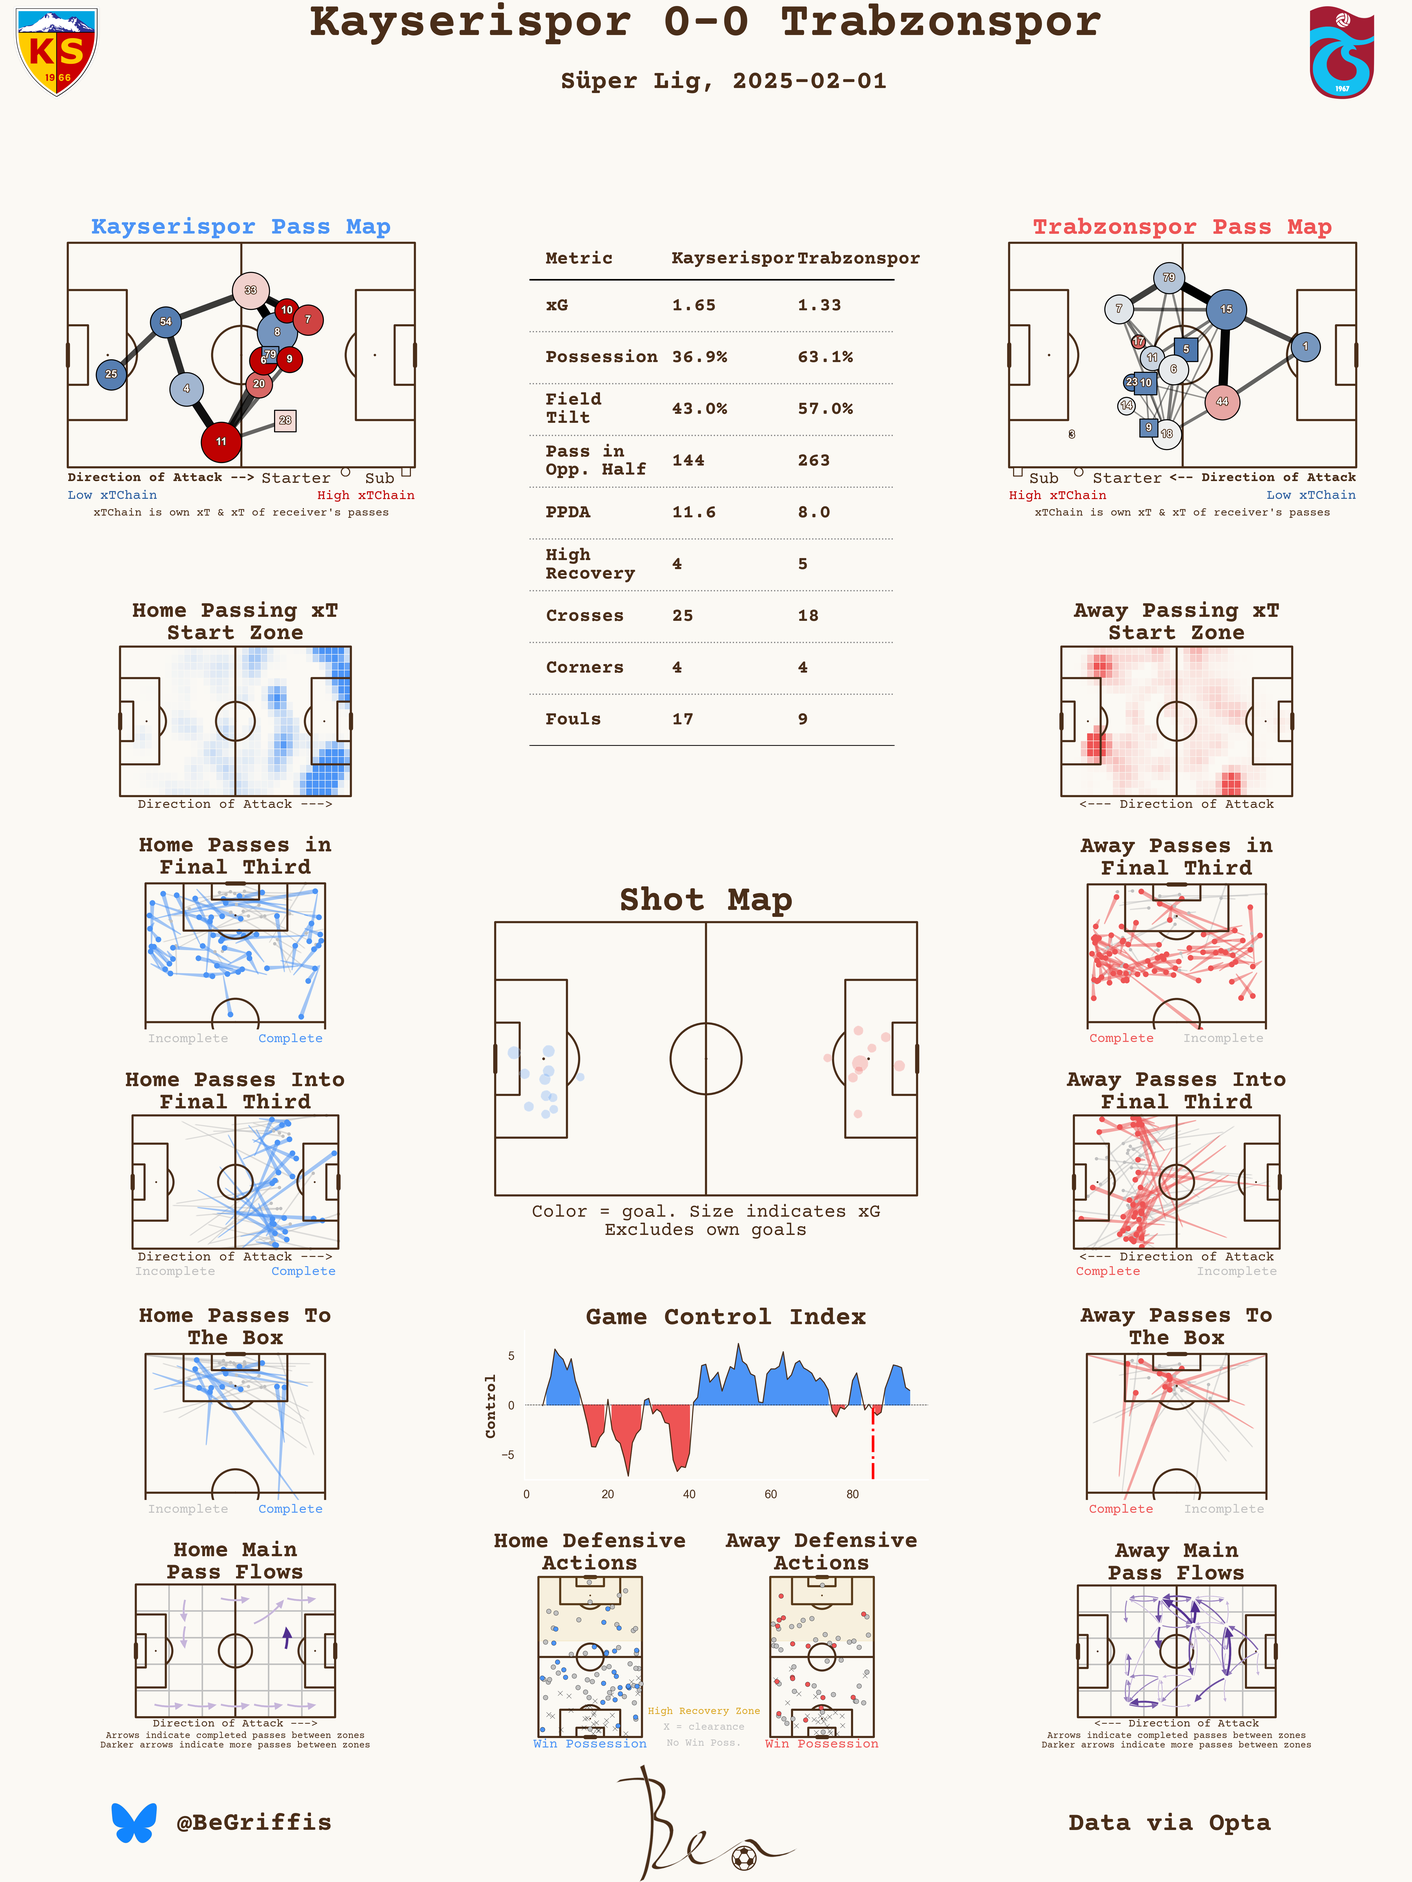 Kayserispor 0-0 Trabzonspor
Süper Lig, 2025-02-01
KS
1966
1967
Kayserispor Pass Map
33
10
7
54
8
79
6
9
25
20
4
28
11
Direction of Attack --> Starter Sub
Low xTChain High xTChain
xTChain is own xT & xT of receiver's passes
Metric Kayserispor Trabzonspor
xG 1.65 1.33
Possession 36.9% 63.1%
Field
Tilt 43.0% 57.0%
Pass in
Opp. Half 144 263
PPDA 11.6 8.0
High
Recovery 4 5
Crosses 25 18
Corners 4 4
Fouls 17 9
Trabzonspor Pass Map
79
7
15
17
5
1
11
6
23
10
14
44
9
18
3
Sub Starter <-- Direction of Attack
High xTChain Low xTChain
xTChain is own xT & xT of receiver's passes
Home Passing xT
Start Zone
Direction of Attack --->
Away Passing xT
Start Zone
<--- Direction of Attack
Home Passes in
Final Third
Incomplete Complete
Away Passes in
Final Third
Complete Incomplete
Shot Map
Color = goal. Size indicates xG
Excludes own goals
Home Passes Into
Final Third
Direction of Attack --->
Incomplete Complete
Away Passes Into
Final Third
<--- Direction of Attack
Complete Incomplete
Home Passes To
The Box
Incomplete Complete
Game Control Index
Control
5
0
−5
0 20 40 60 80
Away Passes To
The Box
Complete Incomplete
Home Main
Pass Flows
Direction of Attack --->
Arrows indicate completed passes between zones
Darker arrows indicate more passes between zones
Home Defensive
Actions
Win Possession
High Recovery Zone
X = clearance
No Win Poss.
Away Defensive
Actions
Win Possession
Away Main
Pass Flows
<--- Direction of Attack
Arrows indicate completed passes between zones
Darker arrows indicate more passes between zones
@BeGriffis
Ben
Data via Opta